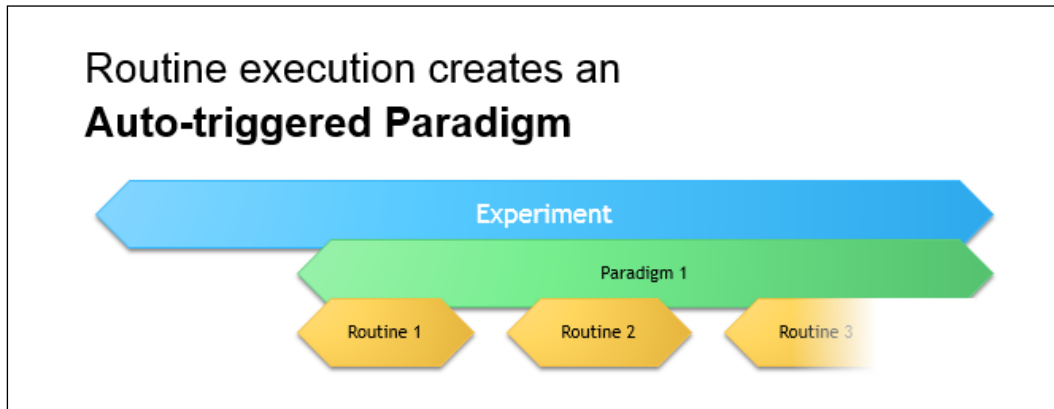 Routine execution creates an
Auto-triggered Paradigm
Experiment
Paradigm 1
Routine 1
Routine 2
Routine 3